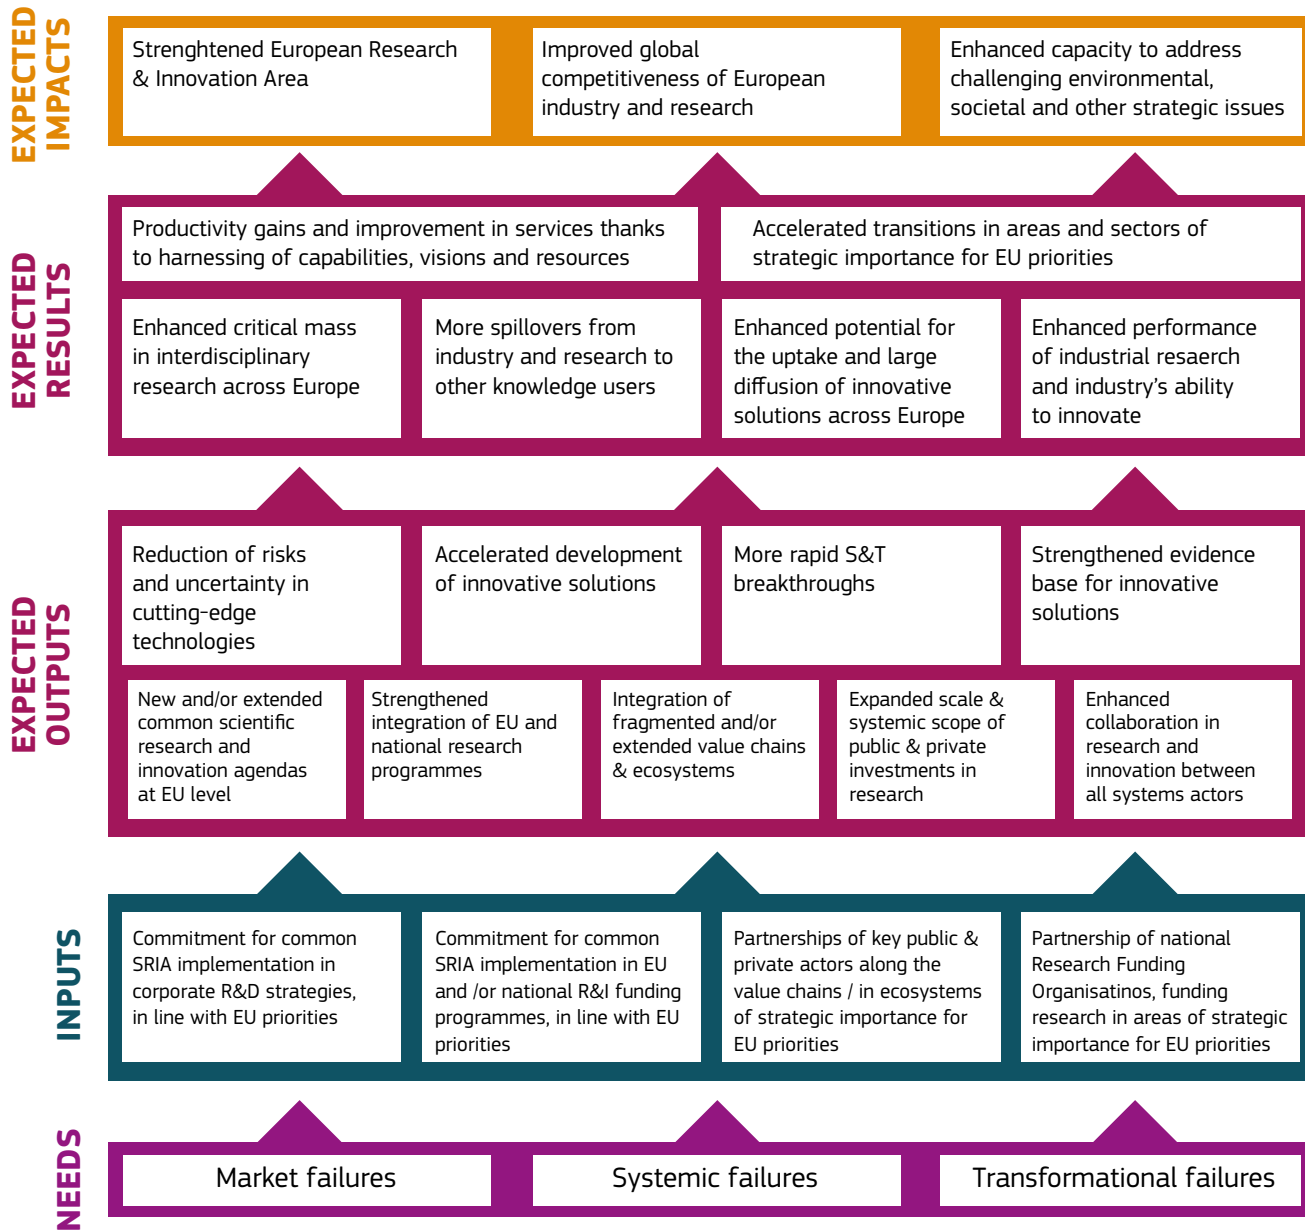 EXPECTED
IMPACTS
Strenghtened European Research
& Innovation Area
Improved global
competitiveness of European
industry and research
Enhanced capacity to address
challenging environmental,
societal and other strategic issues
EXPECTED
RESULTS
Productivity gains and improvement in services thanks
to harnessing of capabilities, visions and resources
Accelerated transitions in areas and sectors of
strategic importance for EU priorities
Enhanced critical mass
in interdisciplinary
research across Europe
More spillovers from
industry and research to
other knowledge users
Enhanced potential for
the uptake and large
diffusion of innovative
solutions across Europe
Enhanced performance
of industrial resaerch
and industry's ability
to innovate
EXPECTED
OUTPUTS
Reduction of risks
and uncertainty in
cutting-edge
technologies
Accelerated development
of innovative solutions
More rapid S&T
breakthroughs
Strengthened evidence
base for innovative
solutions
New and/or extended
common scientific
research and
innovation agendas
at EU level
Strengthened
integration of EU and
national research
programmes
Integration of
fragmented and/or
extended value chains
& ecosystems
Expanded scale &
systemic scope of
public & private
investments in
research
Enhanced
collaboration in
research and
innovation between
all systems actors
INPUTS
Commitment for common
SRIA implementation in
corporate R&D strategies,
in line with EU priorities
Commitment for common
SRIA implementation in EU
and /or national R&I funding
programmes, in line with EU
priorities
Partnerships of key public &
private actors along the
value chains / in ecosystems
of strategic importance for
EU priorities
Partnership of national
Research Funding
Organisatinos, funding
research in areas of strategic
importance for EU priorities
NEEDS
Market failures
Systemic failures
Transformational failures